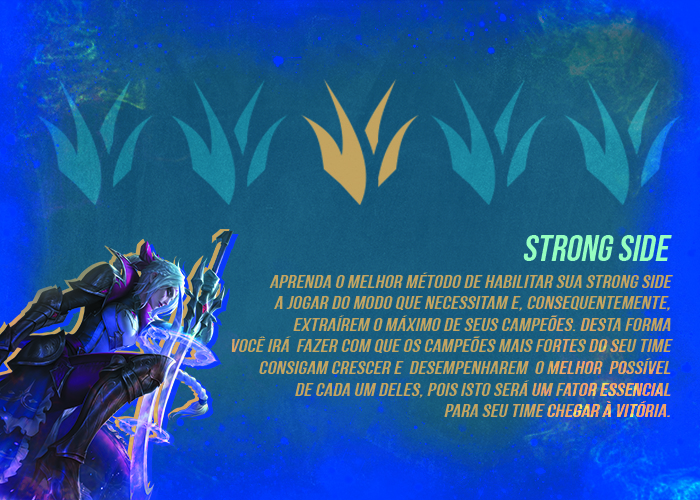 STRONG SIDE
APRENDA O MELHOR MÉTODO DE HABILITAR SUA STRONG SIDE
A JOGAR DO MODO QUE NECESSITAM E, CONSEQUENTEMENTE,
EXTRAÍREM O MÁXIMO DE SEUS CAMPEÕES. DESTA FORMA
VOCÊ IRÁ FAZER COM QUE OS CAMPEÕES MAIS FORTES DO SEU TIME
CONSIGAM CRESCER E DESEMPENHAREM O MELHOR POSSÍVEL
DE CADA UM DELES, POIS ISTO SERÁ UM FATOR ESSENCIAL
PARA SEU TIME CHEGAR À VITÓRIA.